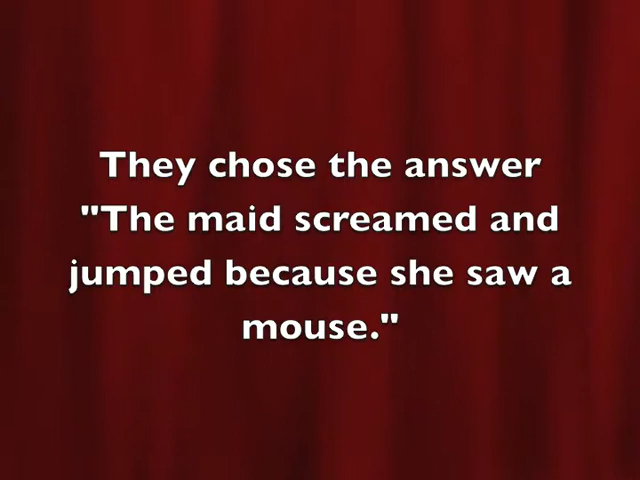 They chose the answer
"The maid screamed and
jumped because she saw a
mouse."